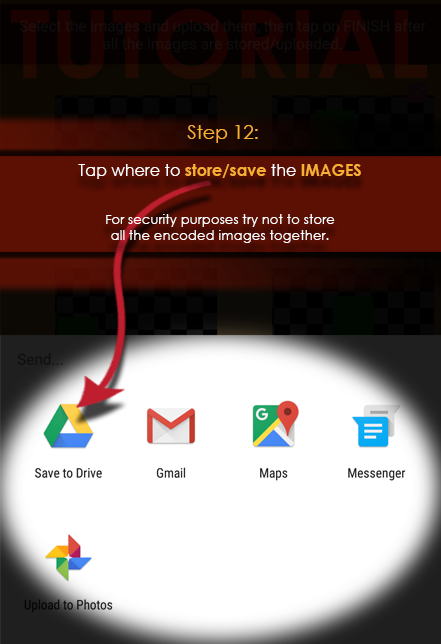 TUTORIAL
Select the images and upload them, then tap on FINISH after
all the images are stored/uploaded.
Step 12:
Tap where to store/save the IMAGES
For security purposes try not to store
all the encoded images together.
Send...
Save to Drive
Gmail
G
Maps
Messenger
Upload to Photos